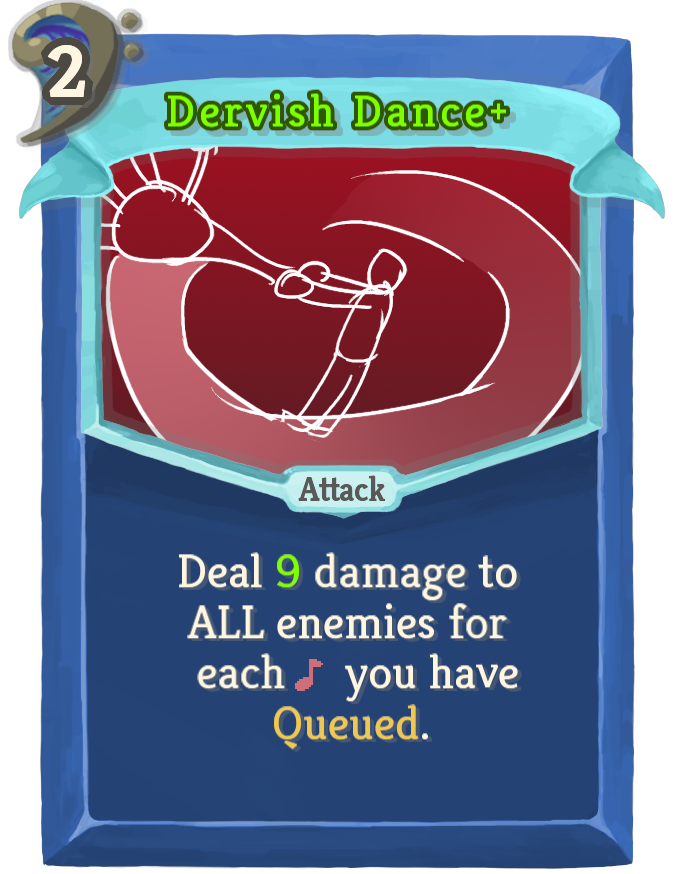 2
Dervish Dance+
Attack
Deal 9 damage to
ALL enemies for
each you have
Queued.